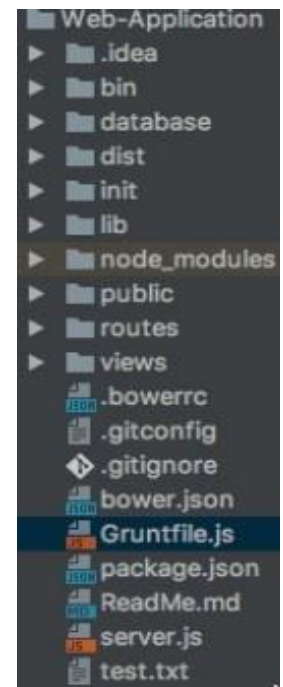 Web-Application
.idea
bin
database
dist
init
lib
node_modules
public
routes
views
.bowerrc
.gitconfig
.gitignore
bower.json
Gruntfile.js
package.json
ReadMe.md
server.js
test.txt